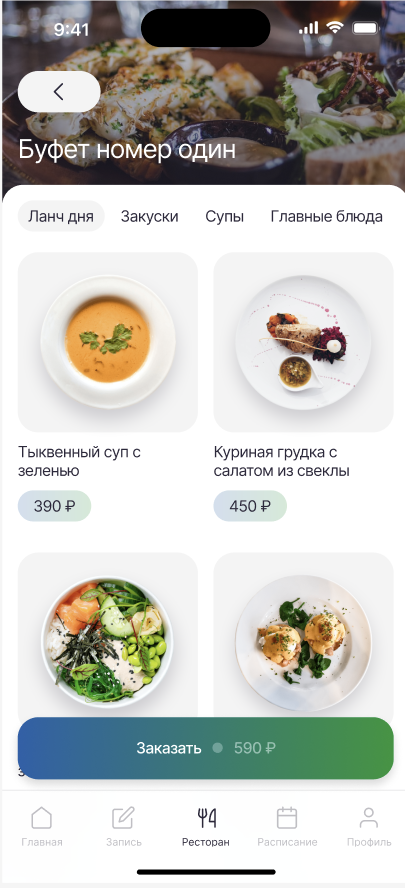 9:41
Буфет номер один
Ланч дня Закуски Супы Главные блюда
Тыквенный суп с
зеленью
Куриная грудка с
салатом из свеклы
390 ₽
450 ₽
Заказать 590 ₽
Главная Запись Ресторан Расписание Профиль